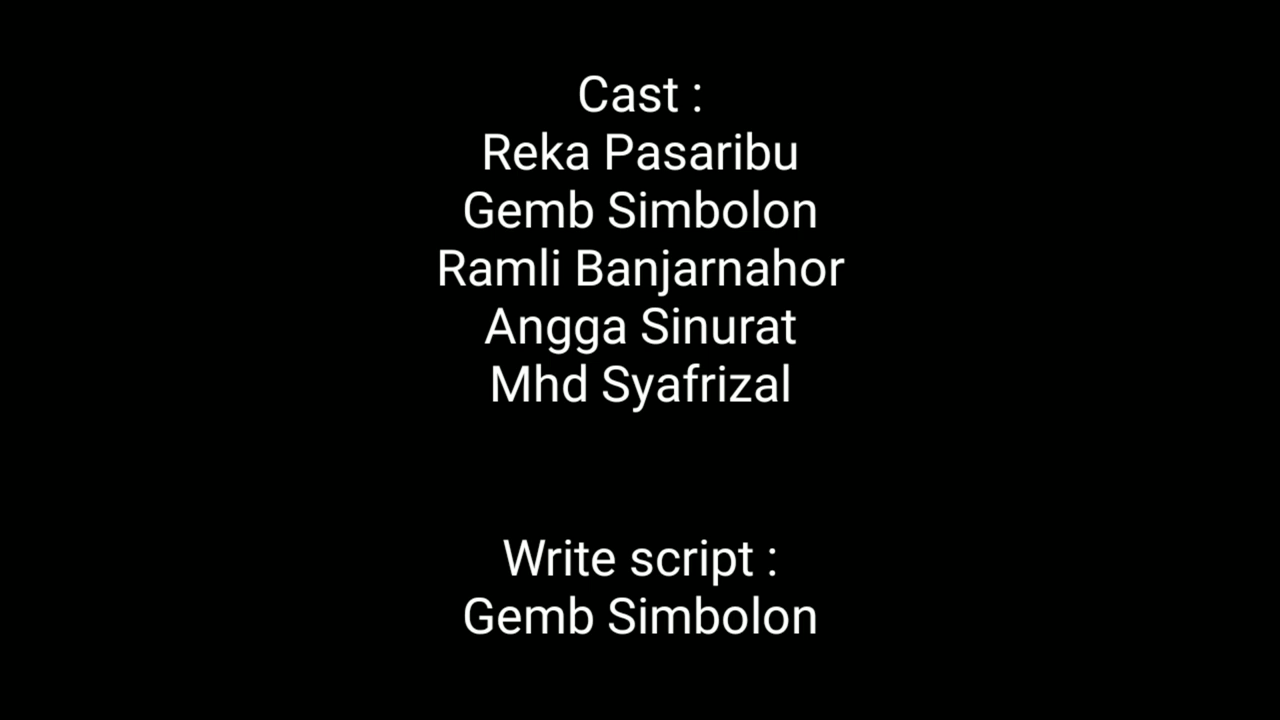 Cast :
Reka Pasaribu
Gemb Simbolon
Ramli Banjarnahor
Angga Sinurat
Mhd Syafrizal
Write script :
Gemb Simbolon